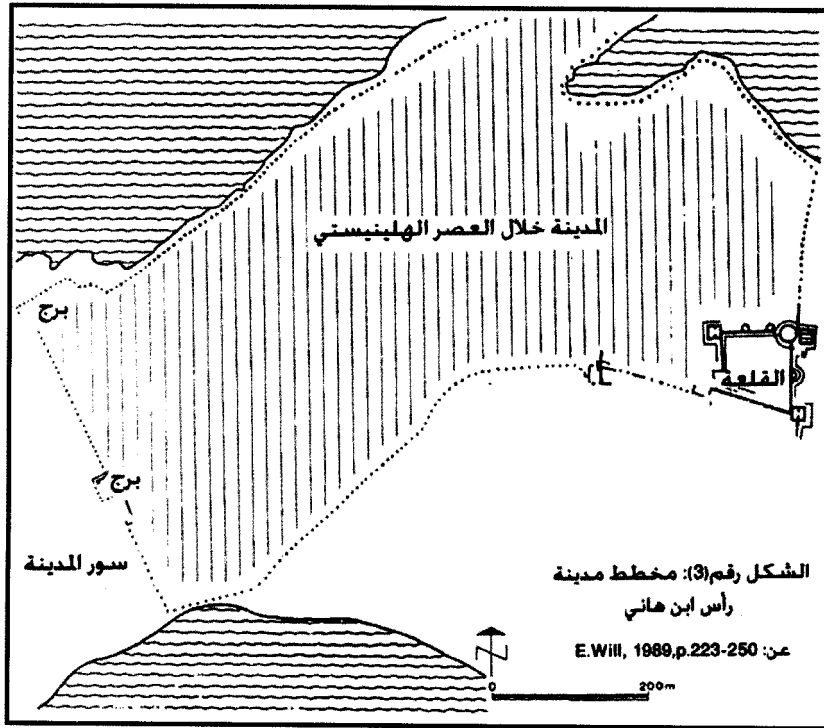 المدينة خلال العصر الهلينيستي
برج
القلعة
برج
سور المدينة
الشكل رقم(3): مخطط مدينة
رأس ابن هاني
عن: E.Will, 1989,p.223-250
N
0 200m